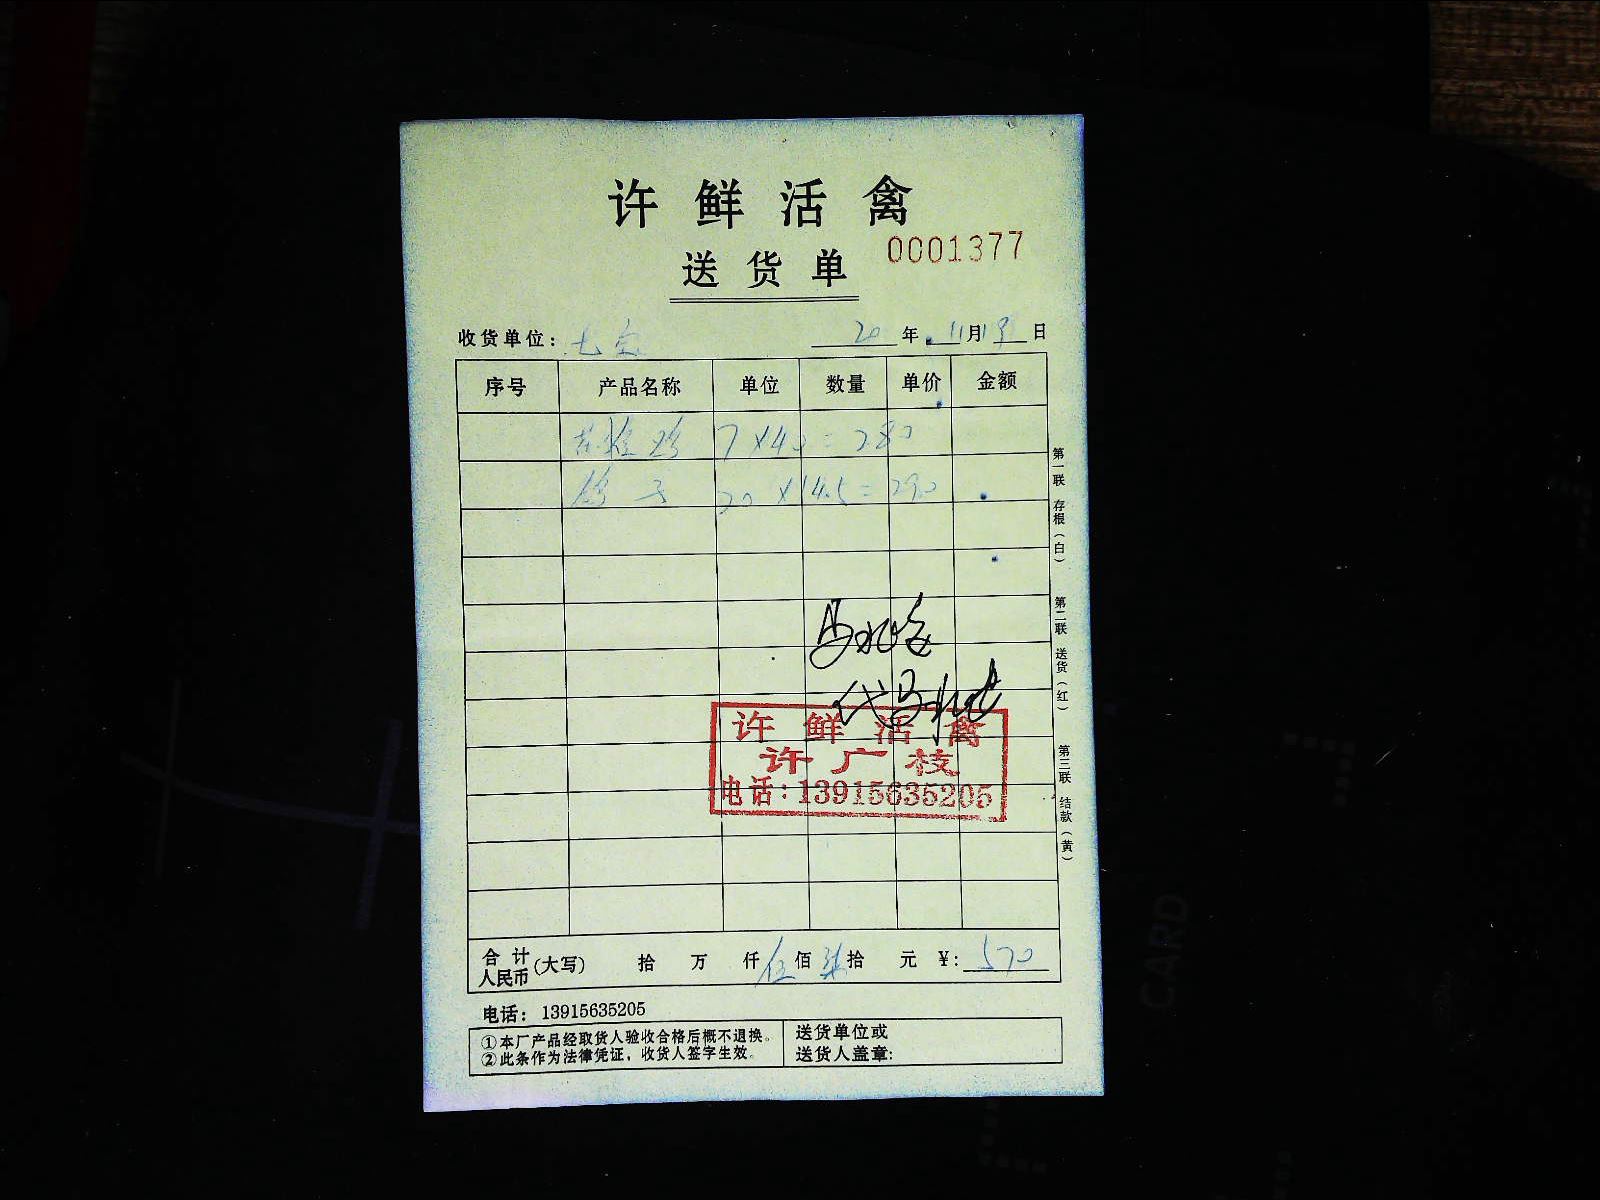 许鲜活禽
送货单 0001377
收货单位： 七 20 年 11 月 19 日
序号 产品名称 单位 数量 单价 金额
7×40=280
鸽子 20×14.5=290
许鲜活禽
许广枝
电话：13915635205
合计人民币(大写) 拾 万 仟 伍佰 柒拾 元 ¥: 570
电话： 13915635205
①本厂产品经取货人验收合格后概不退换。
②此条作为法律凭证，收货人签字生效。
送货单位或
送货人盖章:
第一联 存根（白）
第二联 送货（红）
第三联 结款（黄）
CARD